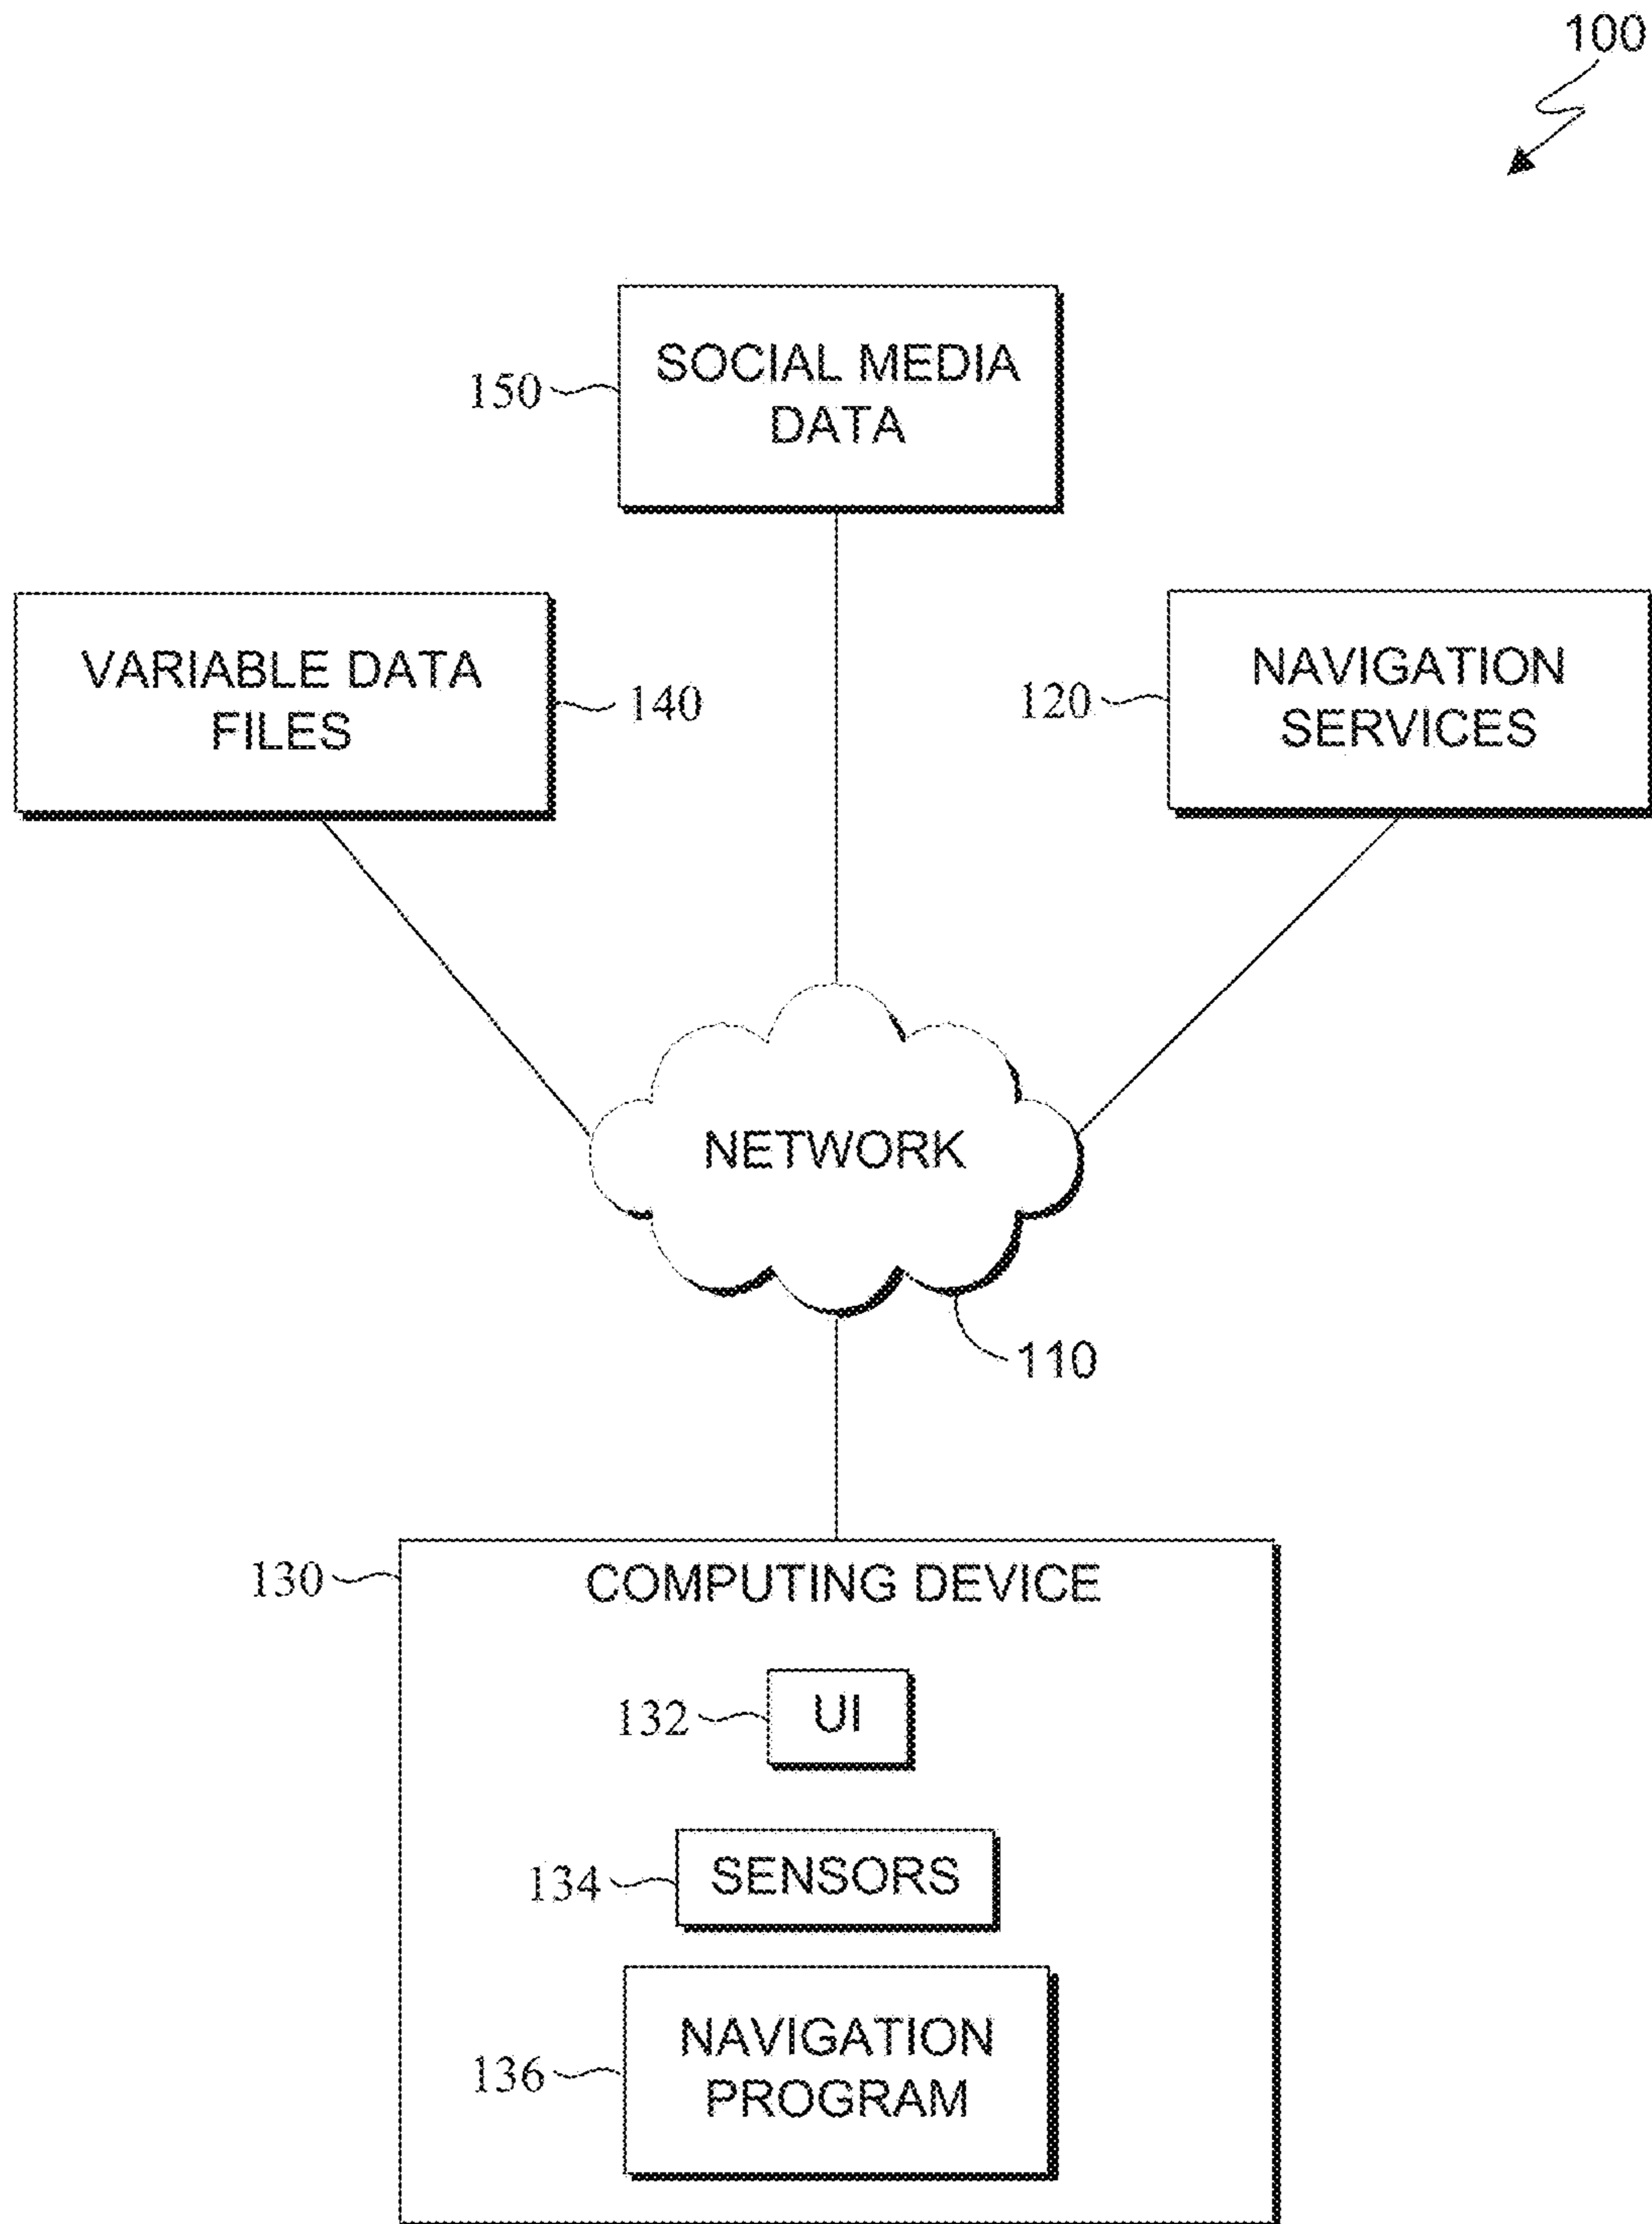 100
SOCIAL MEDIA
DATA
150
VARIABLE DATA
FILES
140
120
NAVIGATION
SERVICES
NETWORK
110
130
COMPUTING DEVICE
132
UI
134
SENSORS
136
NAVIGATION
PROGRAM